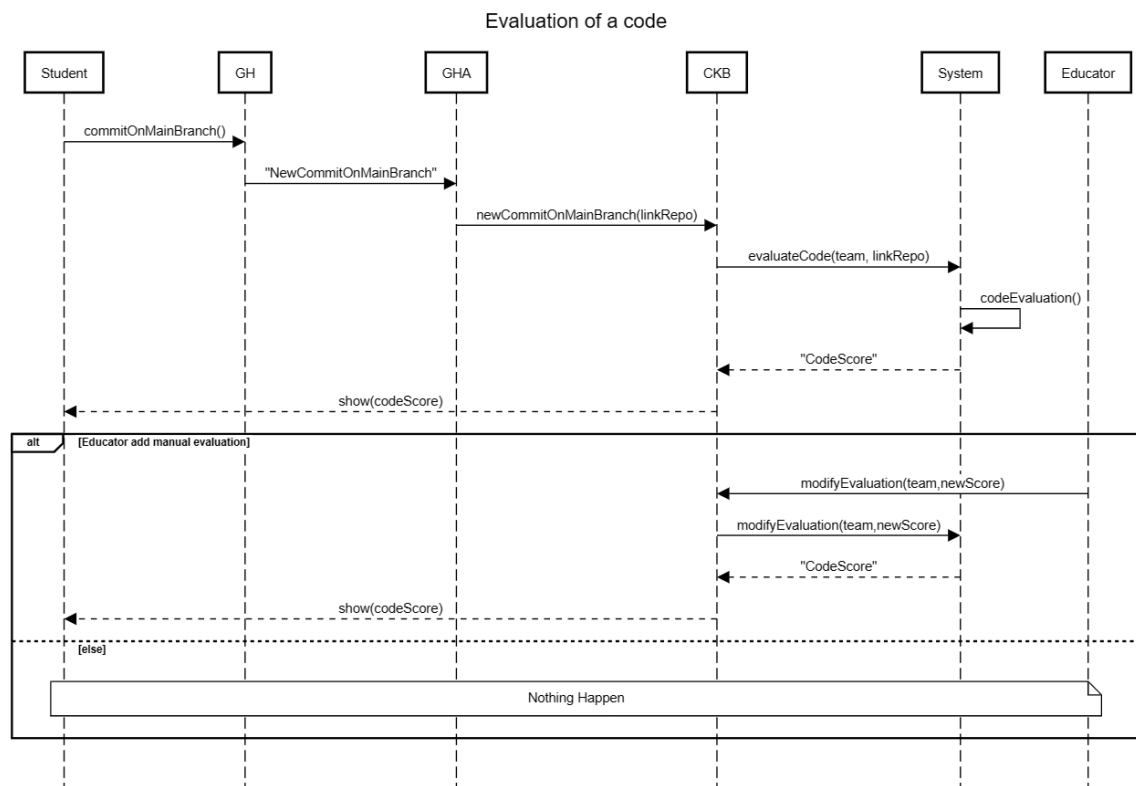 Evaluation of a code
Student GH GHA CKB System Educator
commitOnMainBranch()
"NewCommitOnMainBranch"
newCommitOnMainBranch(linkRepo)
evaluateCode(team, linkRepo)
codeEvaluation()
"CodeScore"
show(codeScore)
alt [Educator add manual evaluation]
modifyEvaluation(team,newScore)
modifyEvaluation(team,newScore)
"CodeScore"
show(codeScore)
[else]
Nothing Happen